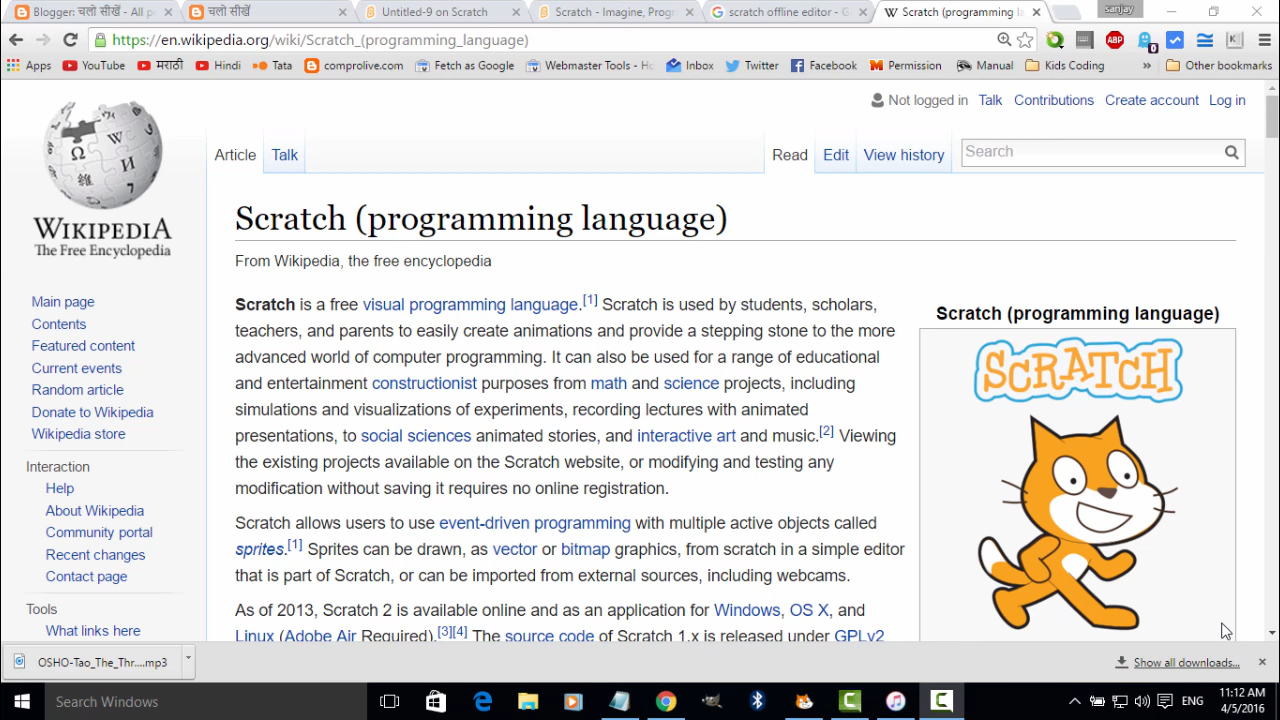 Blogger: चलो सीखें - All p
चलो सीखें
Untitled-9 on Scratch
Scratch - Imagine, Progr
scratch offline editor - G
Scratch (programming l
sanjay
https://en.wikipedia.org/wiki/Scratch_(programming_language)
Apps YouTube मराठी Hindi Tata comprolive.com Fetch as Google Webmaster Tools - Ho Inbox Twitter Facebook Permission Manual Kids Coding » Other bookmarks
Not logged in Talk Contributions Create account Log in
Article Talk Read Edit View history Search
WIKIPEDIA
The Free Encyclopedia
Main page
Contents
Featured content
Current events
Random article
Donate to Wikipedia
Wikipedia store
Interaction
Help
About Wikipedia
Community portal
Recent changes
Contact page
Tools
What links here
Scratch (programming language)
From Wikipedia, the free encyclopedia
Scratch is a free visual programming language.[1] Scratch is used by students, scholars,
teachers, and parents to easily create animations and provide a stepping stone to the more
advanced world of computer programming. It can also be used for a range of educational
and entertainment constructionist purposes from math and science projects, including
simulations and visualizations of experiments, recording lectures with animated
presentations, to social sciences animated stories, and interactive art and music.[2] Viewing
the existing projects available on the Scratch website, or modifying and testing any
modification without saving it requires no online registration.
Scratch allows users to use event-driven programming with multiple active objects called
sprites.[1] Sprites can be drawn, as vector or bitmap graphics, from scratch in a simple editor
that is part of Scratch, or can be imported from external sources, including webcams.
As of 2013, Scratch 2 is available online and as an application for Windows, OS X, and
Linux (Adobe Air Required).[3][4] The source code of Scratch 1.x is released under GPLv2
Scratch (programming language)
SCRATCH
OSHO-Tao_The_Thr....mp3
Show all downloads...
Search Windows
ENG
11:12 AM
4/5/2016